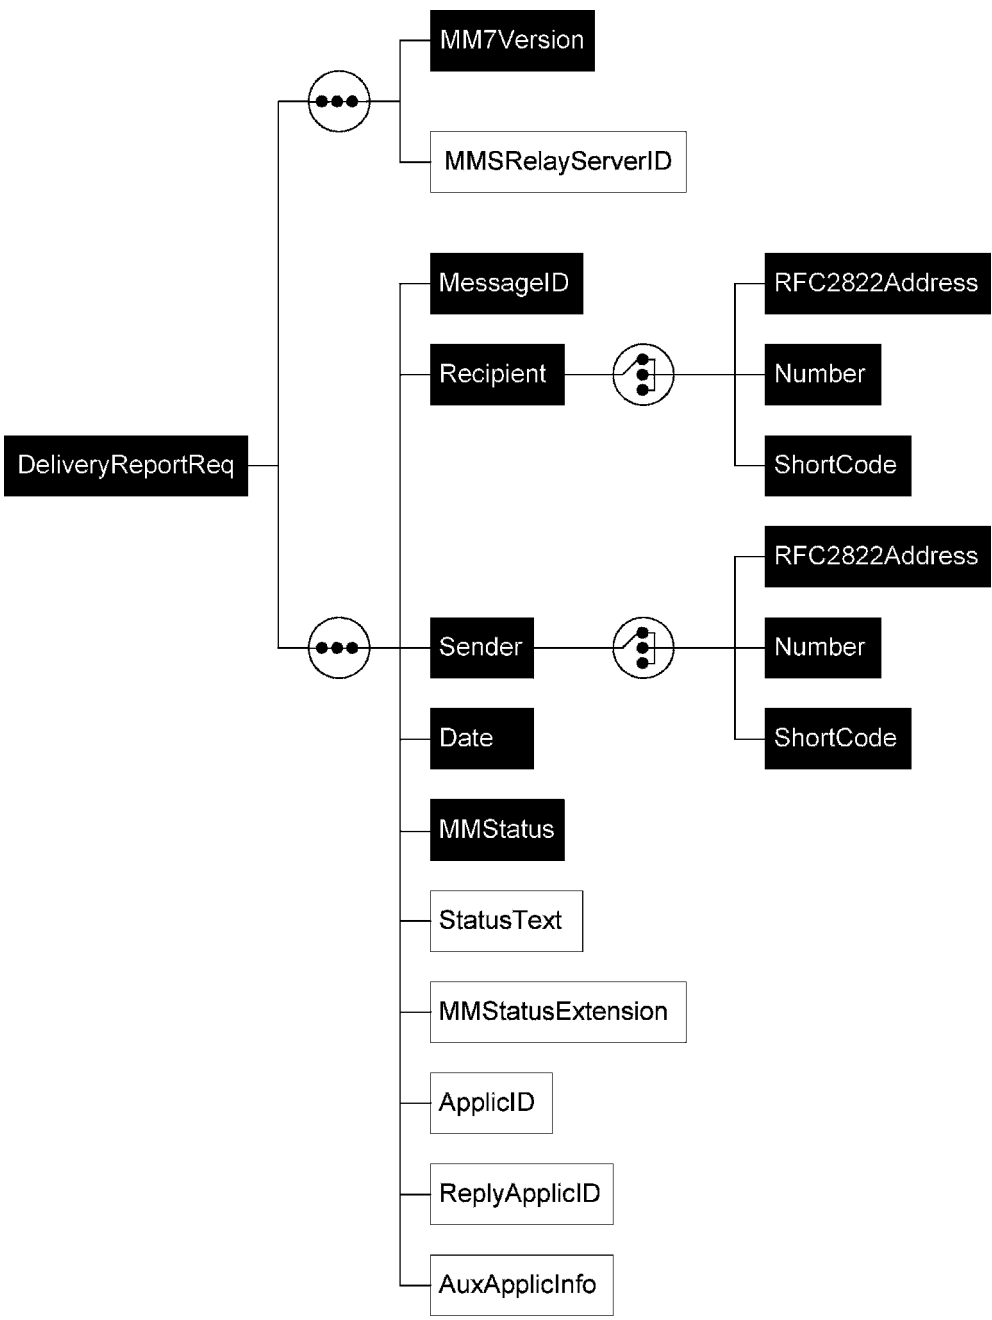 MM7Version
MMSRelayServerID
MessageID
RFC2822Address
Recipient
Number
DeliveryReportReq
ShortCode
RFC2822Address
Sender
Number
Date
ShortCode
MMStatus
StatusText
MMStatusExtension
ApplicID
ReplyApplicID
AuxApplicInfo